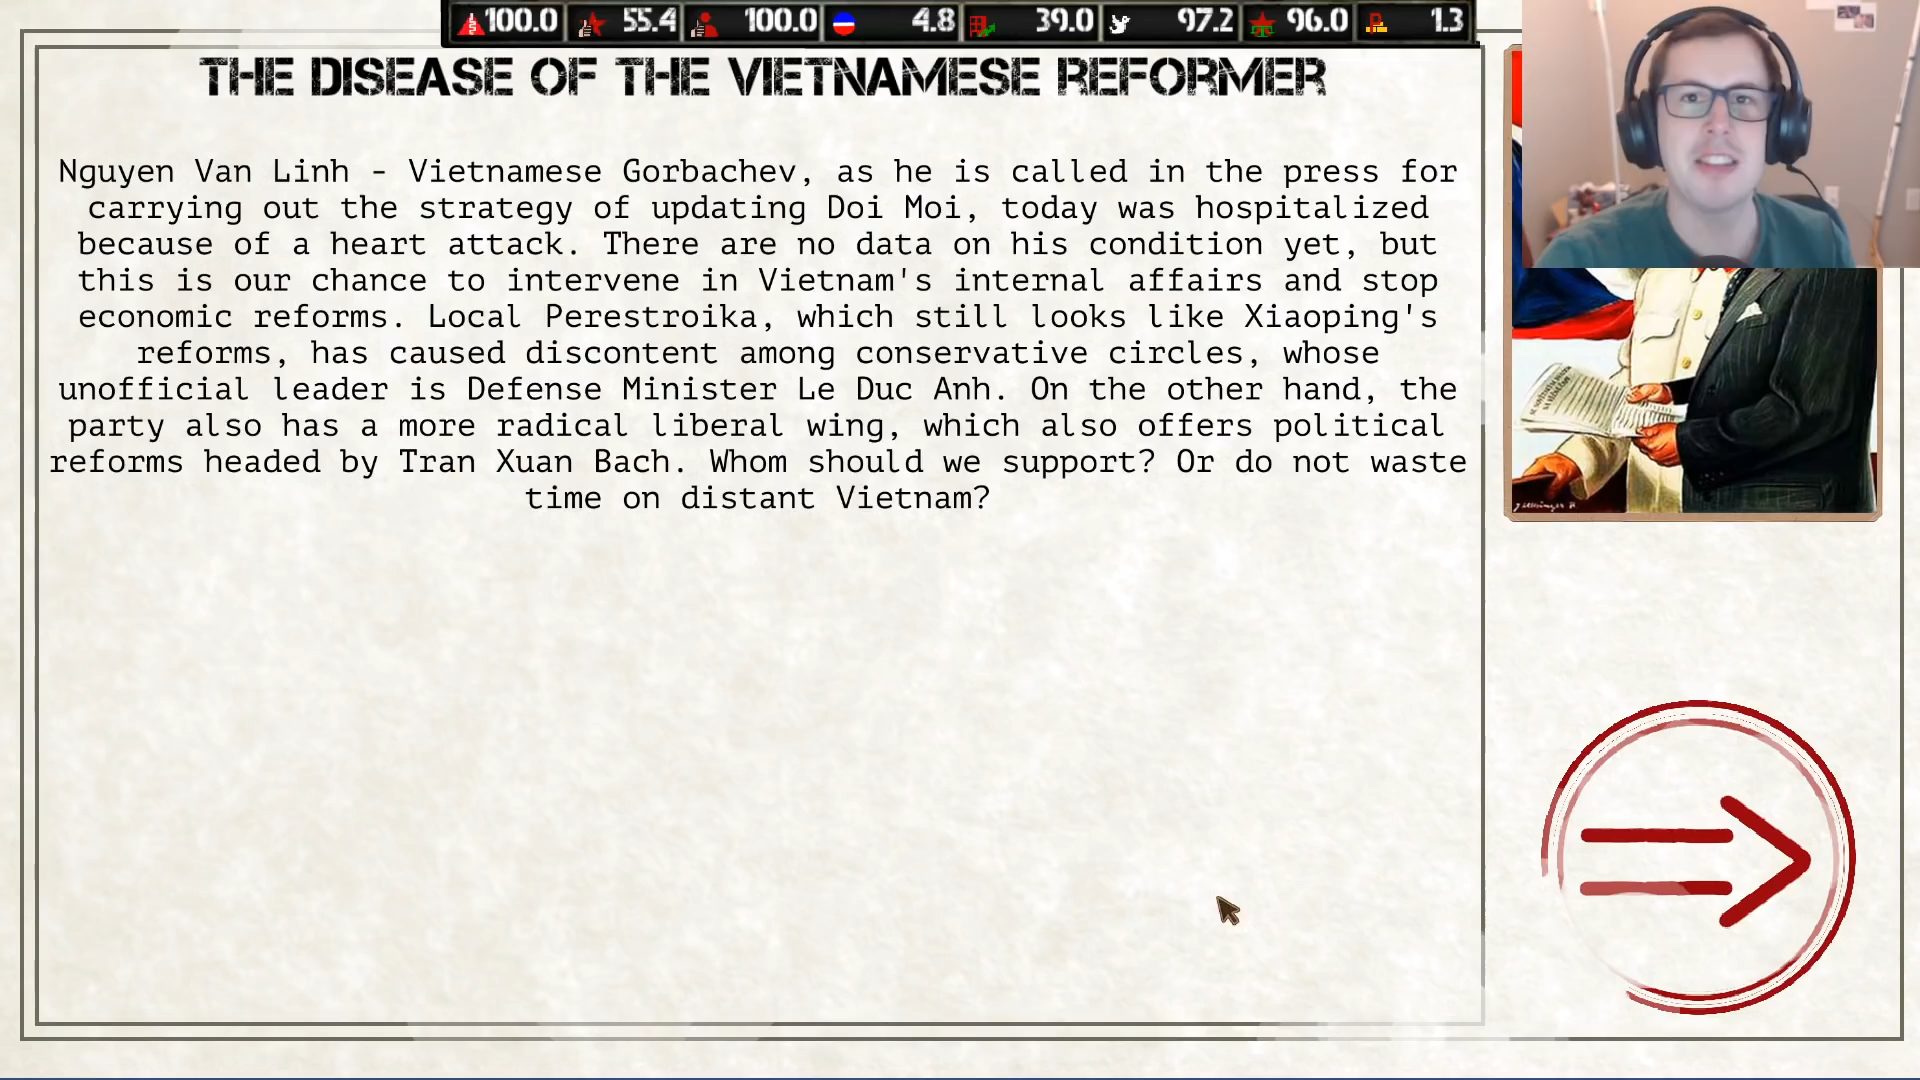 100.0 55.4 100.0 4.8 39.0 97.2 96.0 1.3
THE DISEASE OF THE VIETNAMESE REFORMER
Nguyen Van Linh - Vietnamese Gorbachev, as he is called in the press for
carrying out the strategy of updating Doi Moi, today was hospitalized
because of a heart attack. There are no data on his condition yet, but
this is our chance to intervene in Vietnam's internal affairs and stop
economic reforms. Local Perestroika, which still looks like Xiaoping's
reforms, has caused discontent among conservative circles, whose
unofficial leader is Defense Minister Le Duc Anh. On the other hand, the
party also has a more radical liberal wing, which also offers political
reforms headed by Tran Xuan Bach. Whom should we support? Or do not waste
time on distant Vietnam?